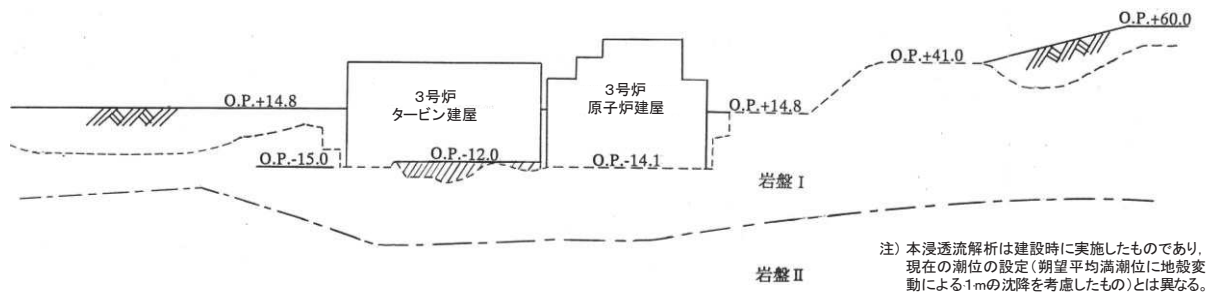 O.P.+60.0
O.P.+41.0
O.P.+14.8
3号炉
タービン建屋
3号炉
原子炉建屋
O.P.+14.8
O.P.-15.0
O.P.-12.0
O.P.-14.1
岩盤Ⅰ
岩盤Ⅱ
注) 本浸透流解析は建設時に実施したものであり,
現在の潮位の設定(朔望平均満潮位に地殻変
動による1mの沈降を考慮したもの)とは異なる。